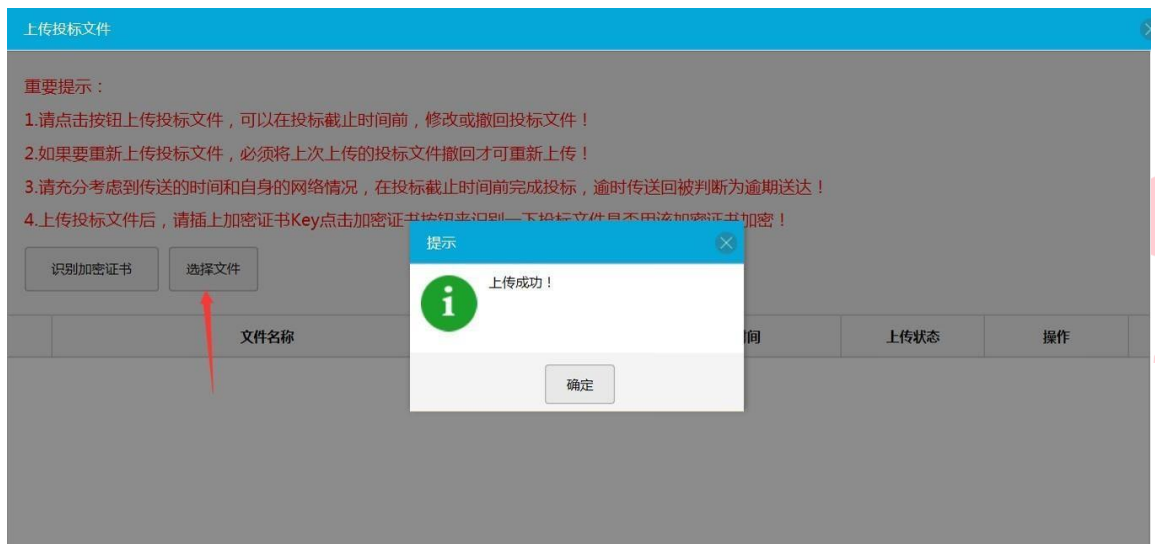 上传投标文件
重要提示：
1.请点击按钮上传投标文件，可以在投标截止时间前，修改或撤回投标文件！
2.如果要重新上传投标文件，必须将上次上传的投标文件撤回才可重新上传！
3.请充分考虑到传送的时间和自身的网络情况，在投标截止时间前完成投标，逾时传送回被判断为逾期送达！
4.上传投标文件后，请插上加密证书Key点击加密证书按钮来识别一下投标文件是否用该加密证书加密！
提示
上传成功！
确定
识别加密证书 选择文件
文件名称 间 上传状态 操作